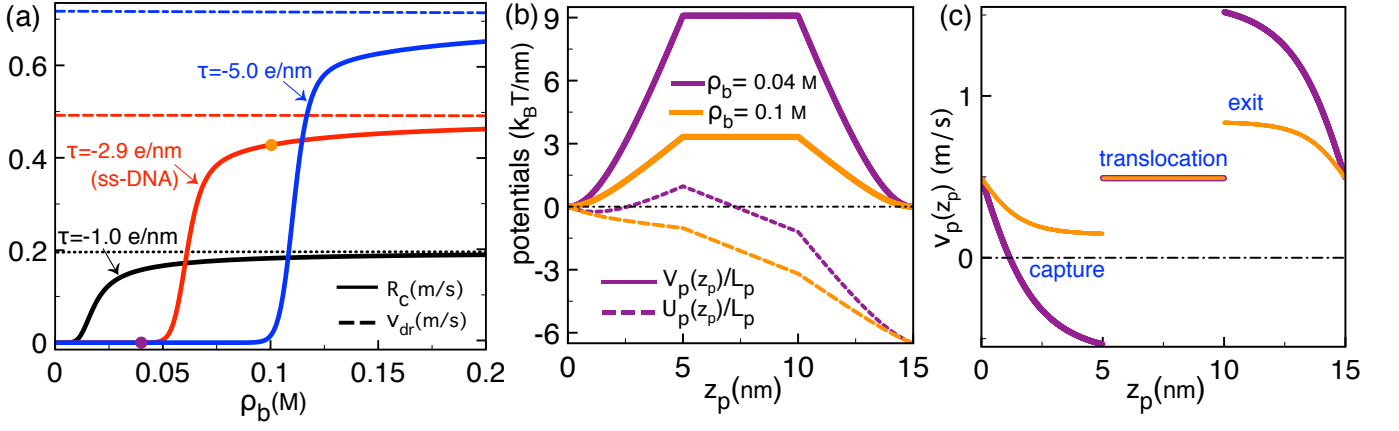 (a)
0.6
0.4
0.2
0
τ=-5.0 e/nm
τ=-2.9 e/nm
(ss-DNA)
τ=-1.0 e/nm
R_c(m/s)
v_dr(m/s)
0 0.05 0.1 0.15 0.2
ρ_b(M)
(b)
potentials (k_BT/nm)
9
6
3
0
-3
-6
ρ_b= 0.04 M
ρ_b= 0.1 M
V_p(z_p)/L_p
U_p(z_p)/L_p
0 5 10 15
z_p(nm)
(c)
v_p(z_p) (m/s)
1
0
exit
translocation
capture
0 5 10 15
z_p(nm)